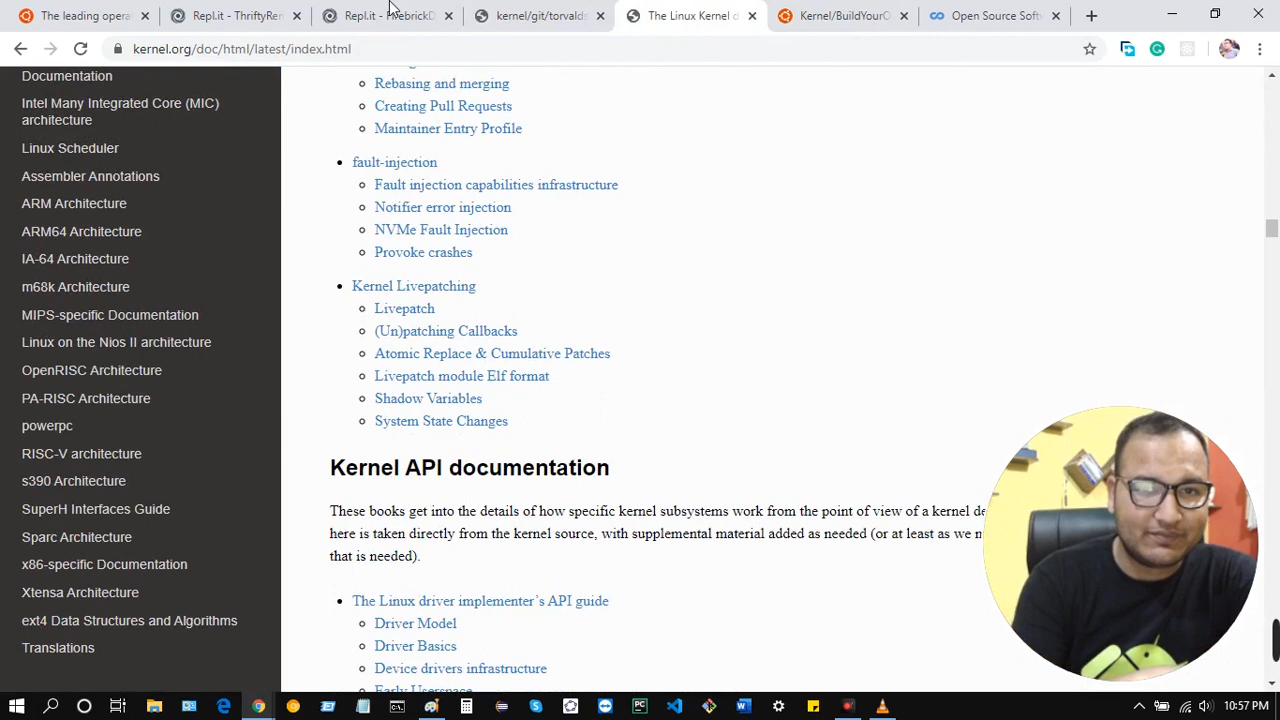 The leading opera
Repl.it - ThriftyRen
Repl.it - 
kernel/git/torvalds
The Linux Kernel d
Kernel/BuildYourO
Open Source Softw
kernel.org/doc/html/latest/index.html
Documentation
Intel Many Integrated Core (MIC)
architecture
Linux Scheduler
Assembler Annotations
ARM Architecture
ARM64 Architecture
IA-64 Architecture
m68k Architecture
MIPS-specific Documentation
Linux on the Nios II architecture
OpenRISC Architecture
PA-RISC Architecture
powerpc
RISC-V architecture
s390 Architecture
SuperH Interfaces Guide
Sparc Architecture
x86-specific Documentation
Xtensa Architecture
ext4 Data Structures and Algorithms
Translations
Rebasing and merging
Creating Pull Requests
Maintainer Entry Profile
fault-injection
Fault injection capabilities infrastructure
Notifier error injection
NVMe Fault Injection
Provoke crashes
Kernel Livepatching
Livepatch
(Un)patching Callbacks
Atomic Replace & Cumulative Patches
Livepatch module Elf format
Shadow Variables
System State Changes
Kernel API documentation
These books get into the details of how specific kernel subsystems work from the point of view of a kernel de
here is taken directly from the kernel source, with supplemental material added as needed (or at least as we m
that is needed).
The Linux driver implementer's API guide
Driver Model
Driver Basics
Device drivers infrastructure
Early Userspace
10:57 PM